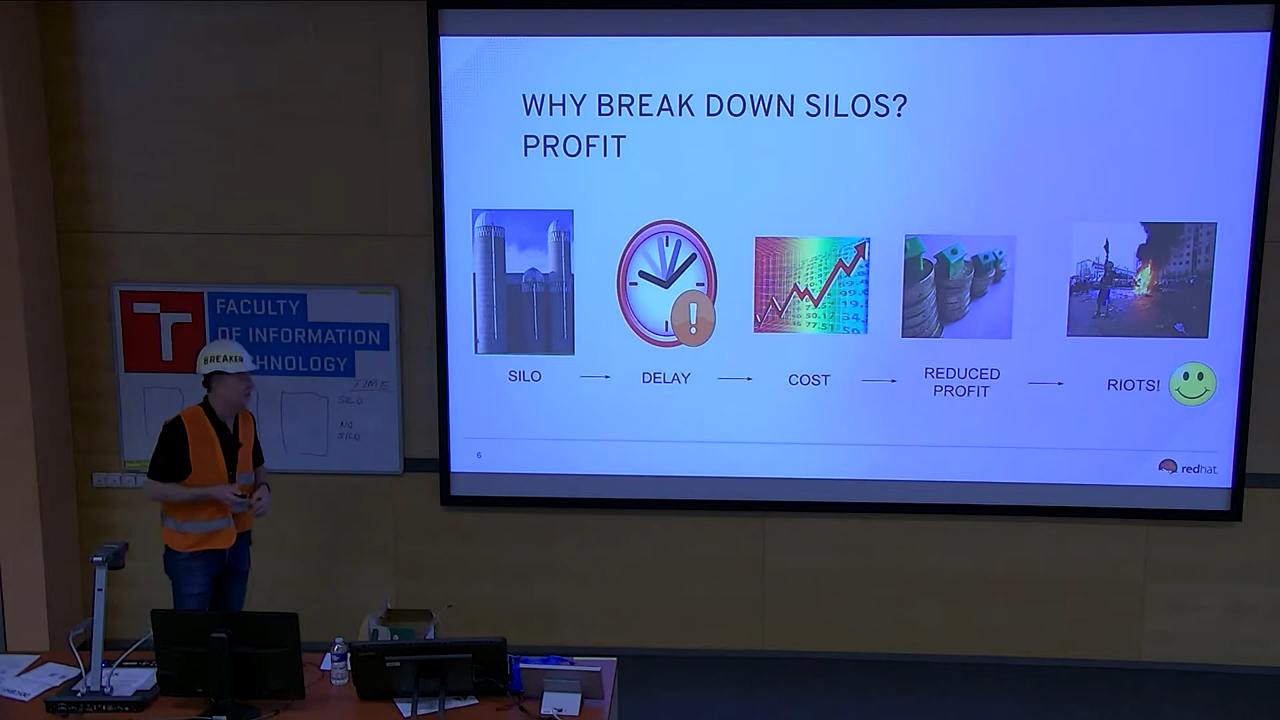 WHY BREAK DOWN SILOS?
PROFIT
SILO
DELAY
COST
REDUCED
PROFIT
RIOTS!
6
redhat
FACULTY
OF INFORMATION
CHNOLOGY
BREAKER
TIME
SILO
NO
SILO